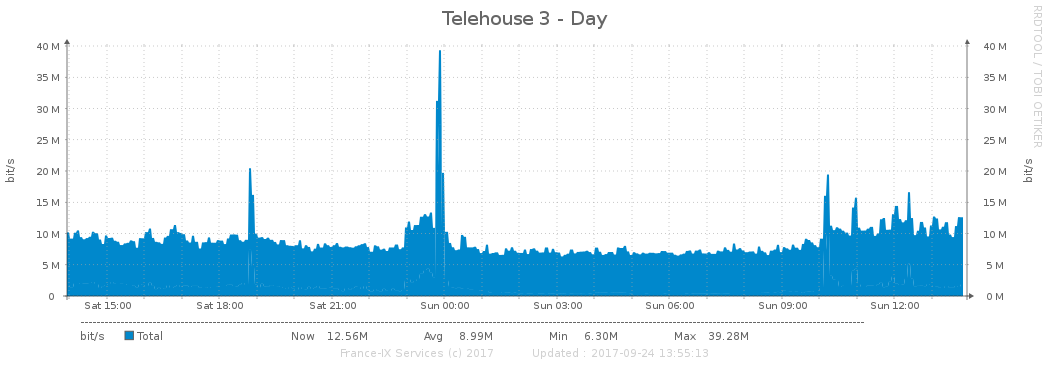 Telehouse 3 - Day
RRDTOOL / TOBI OETIKER
40 M 40 M
35 M 35 M
30 M 30 M
25 M 25 M
20 M 20 M
15 M 15 M
10 M 10 M
5 M 5 M
0 0 M
bit/s bit/s
Sat 15:00 Sat 18:00 Sat 21:00 Sun 00:00 Sun 03:00 Sun 06:00 Sun 09:00 Sun 12:00
bit/s Total Now 12.56M Avg 8.99M Min 6.30M Max 39.28M
France-IX Services (c) 2017 Updated : 2017-09-24 13:55:13